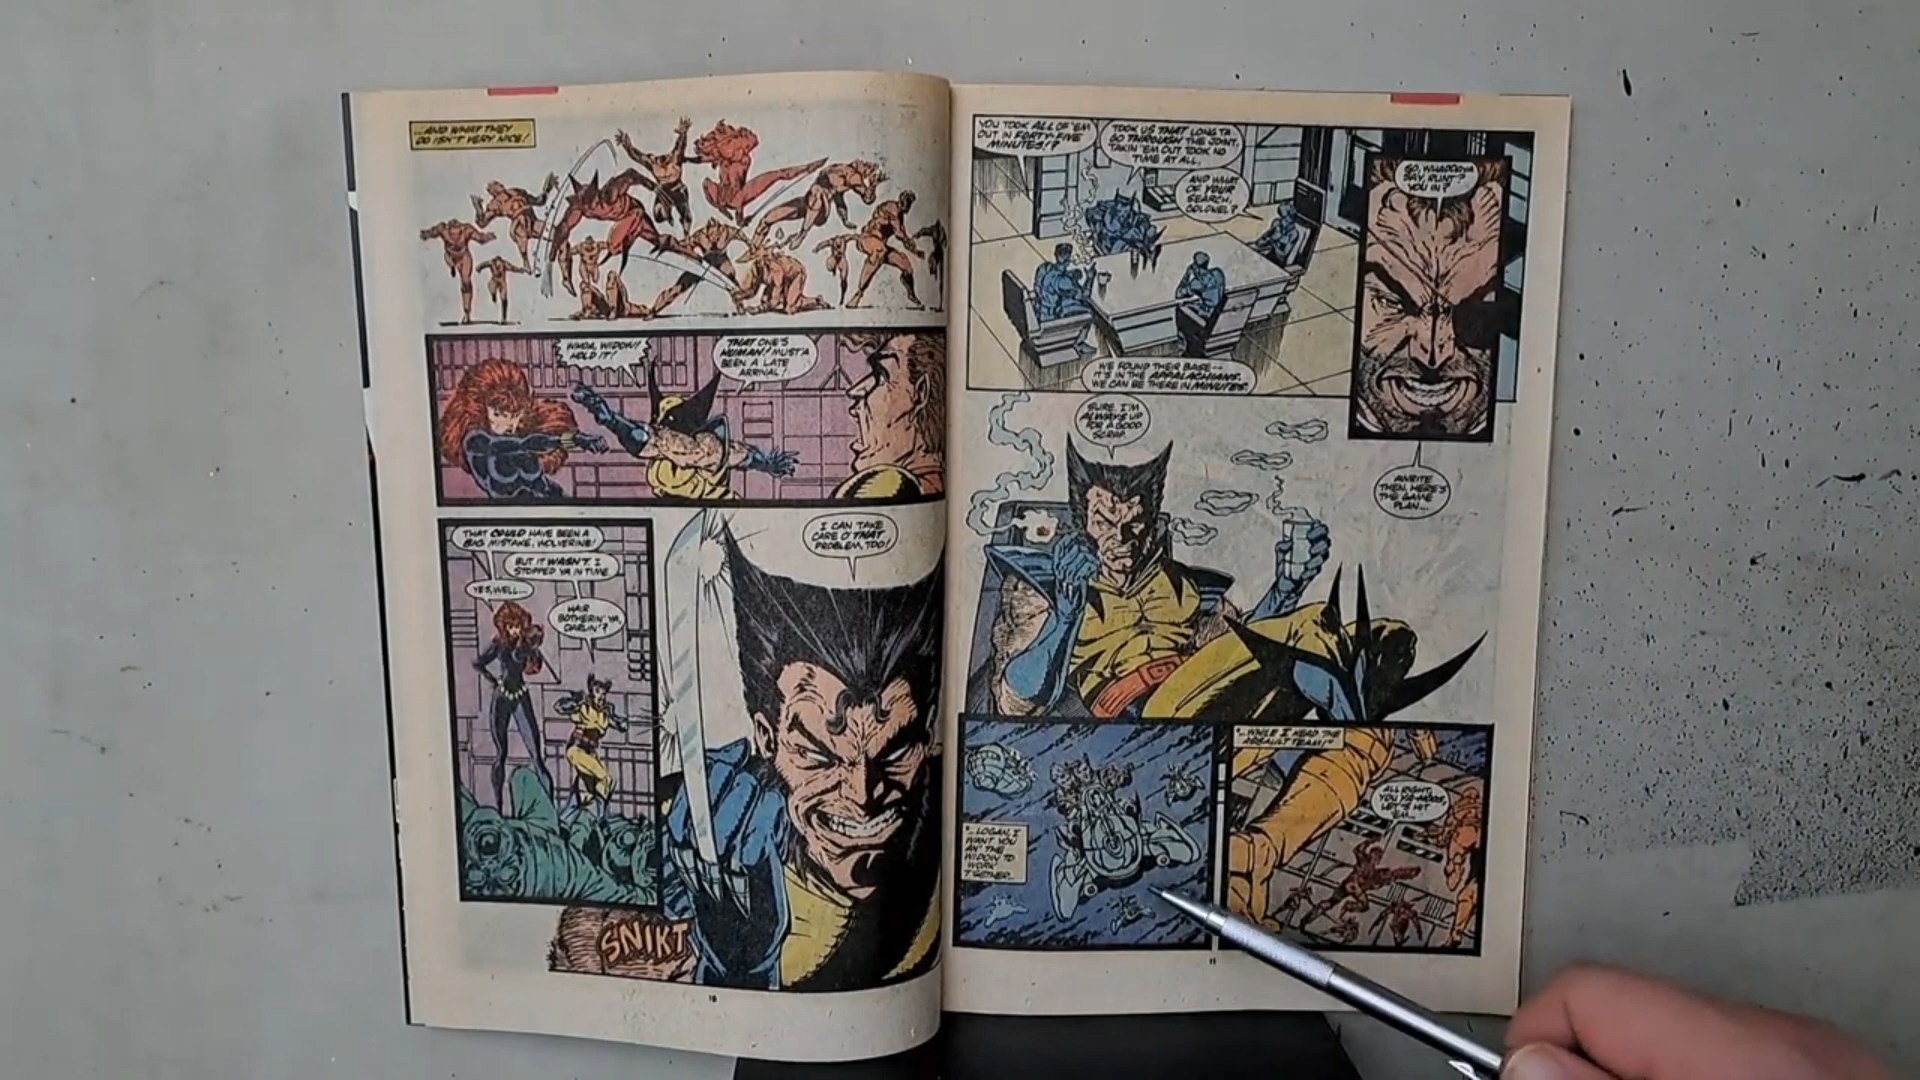 ...AND WHAT THEY
DO ISN'T VERY NICE!
WHOA, WIDOW!
HOLD IT!
THAT ONE'S
HUMAN! MUST'A
BEEN A LATE
ARRIVAL!
THAT COULD HAVE BEEN A
BIG MISTAKE, WOLVERINE!
BUT IT WASN'T. I
STOPPED YA IN TIME
YES, WELL...
HAIR
BOTHERIN' YA,
DARLIN'?
I CAN TAKE
CARE O' THAT
PROBLEM, TOO!
SNIKT
10
YOU TOOK ALL OF 'EM
OUT IN FORTY-FIVE
MINUTES!?
TOOK US THAT LONG TA
GO THROUGH THE JOINT.
TAKIN' 'EM OUT TOOK NO
TIME AT ALL.
AND WHAT
OF YOUR
SEARCH,
COLONEL?
WE FOUND THEIR BASE--
IT'S IN THE APPALACHIANS.
WE CAN BE THERE IN MINUTES.
SO, WHADDYA
SAY, RUNT?
YOU IN?
SURE. I'M
ALWAYS UP
FOR A GOOD
SCRAP.
AWRITE
THEN. HERE'S
THE GAME
PLAN...
"...LOGAN, I
WANT YOU
AN' THE
WIDOW TO
WORK
T'GETHER...
"...WHILE I HEAD THE
ASSAULT TEAM!"
ALL RIGHT,
YOU
LET'S HIT
'EM...
11